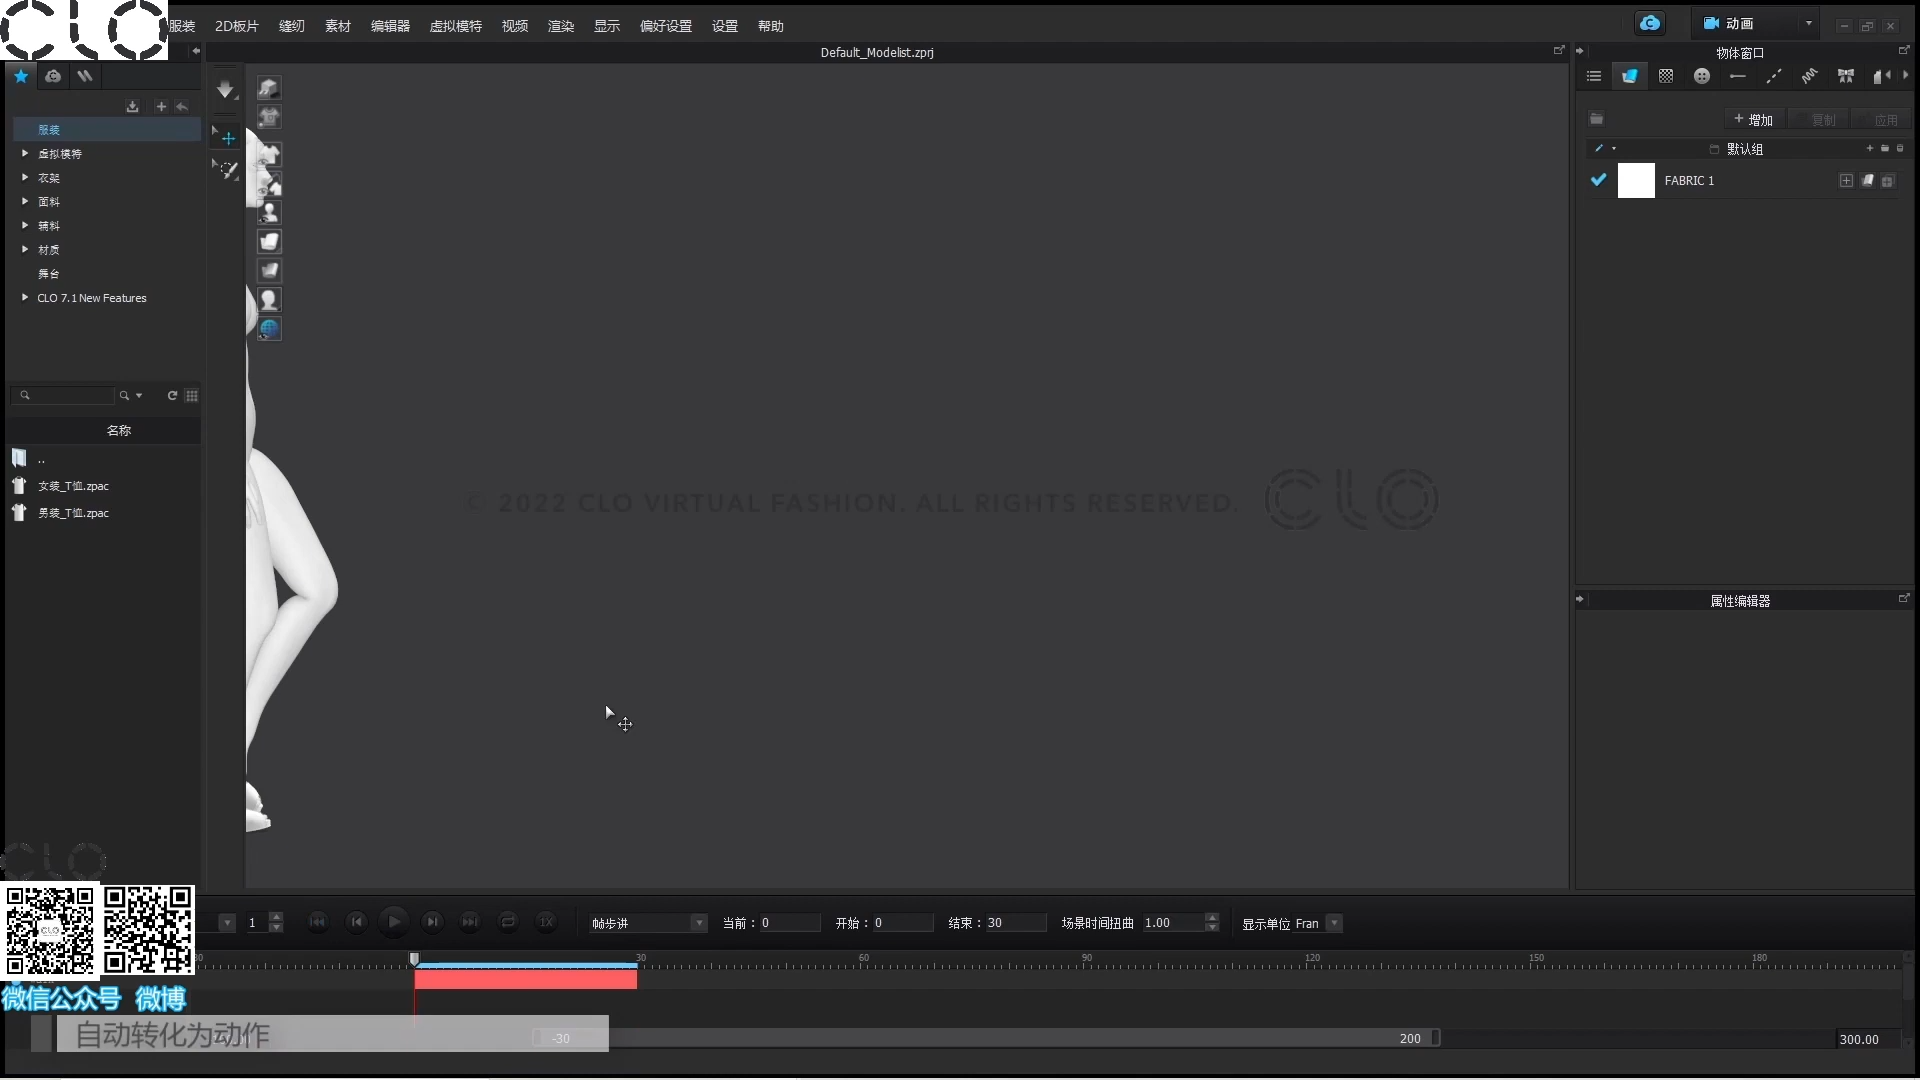 CLO
服装 2D板片 缝纫 素材 编辑器 虚拟模特 视频 渲染 显示 偏好设置 设置 帮助
动画
Default_Modelist.zprj
物体窗口
服装
虚拟模特
衣架
面料
辅料
材质
舞台
CLO 7.1 New Features
名称
..
女装_T恤.zpac
男装_T恤.zpac
+ 增加 复制 应用
默认组
FABRIC 1
© 2022 CLO VIRTUAL FASHION. ALL RIGHTS RESERVED. CLO
属性编辑器
CLO
1 1X 帧步进 当前: 0 开始: 0 结束: 30 场景时间扭曲 1.00 显示单位 Fran
30 60 90 120 150 180
微信公众号 微博
自动转化为动作
-30 200 300.00